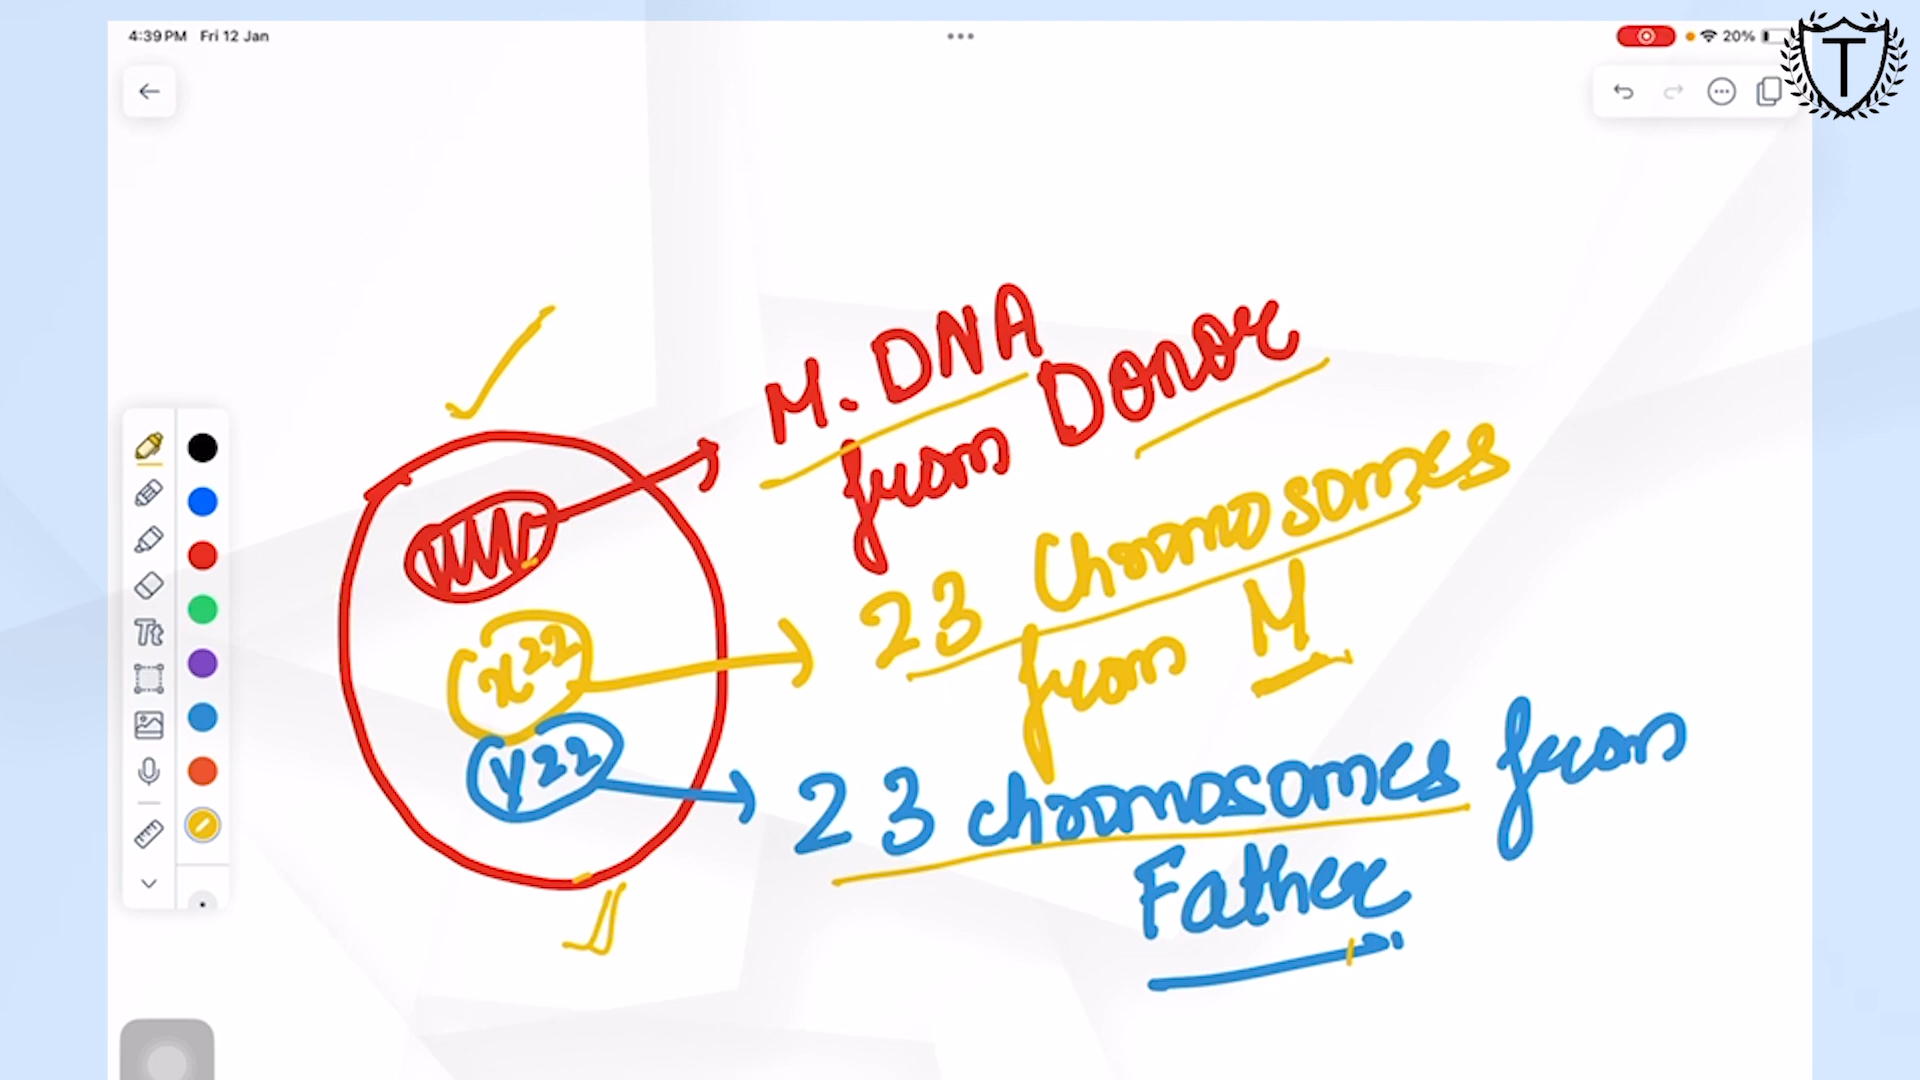 4:39 PM Fri 12 Jan
20%
T
M. DNA
from Donor
x22
23 Chromosomes
from M
y22
23 chromosomes from
Father
Tt